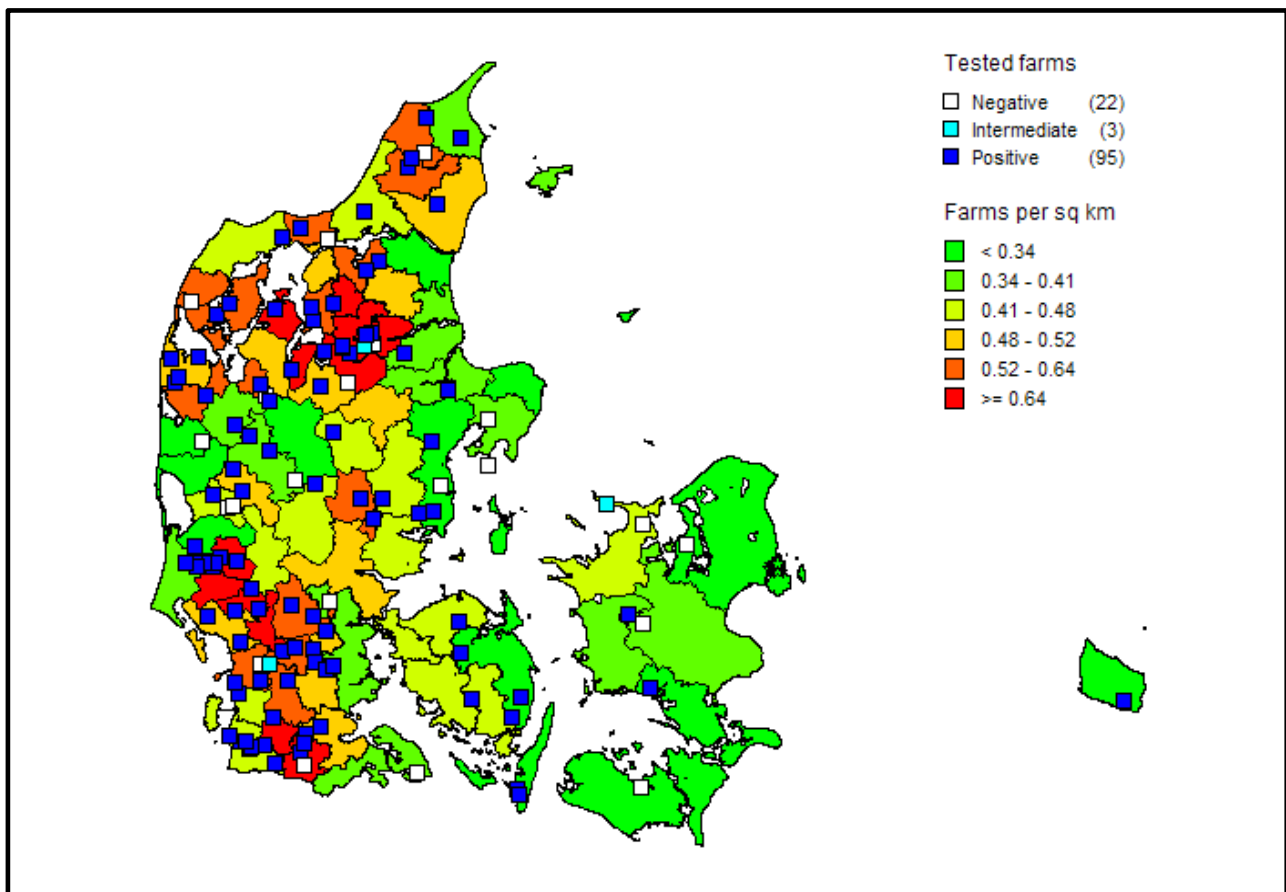 Tested farms
Negative (22)
Intermediate (3)
Positive (95)
Farms per sq km
< 0.34
0.34 - 0.41
0.41 - 0.48
0.48 - 0.52
0.52 - 0.64
>= 0.64